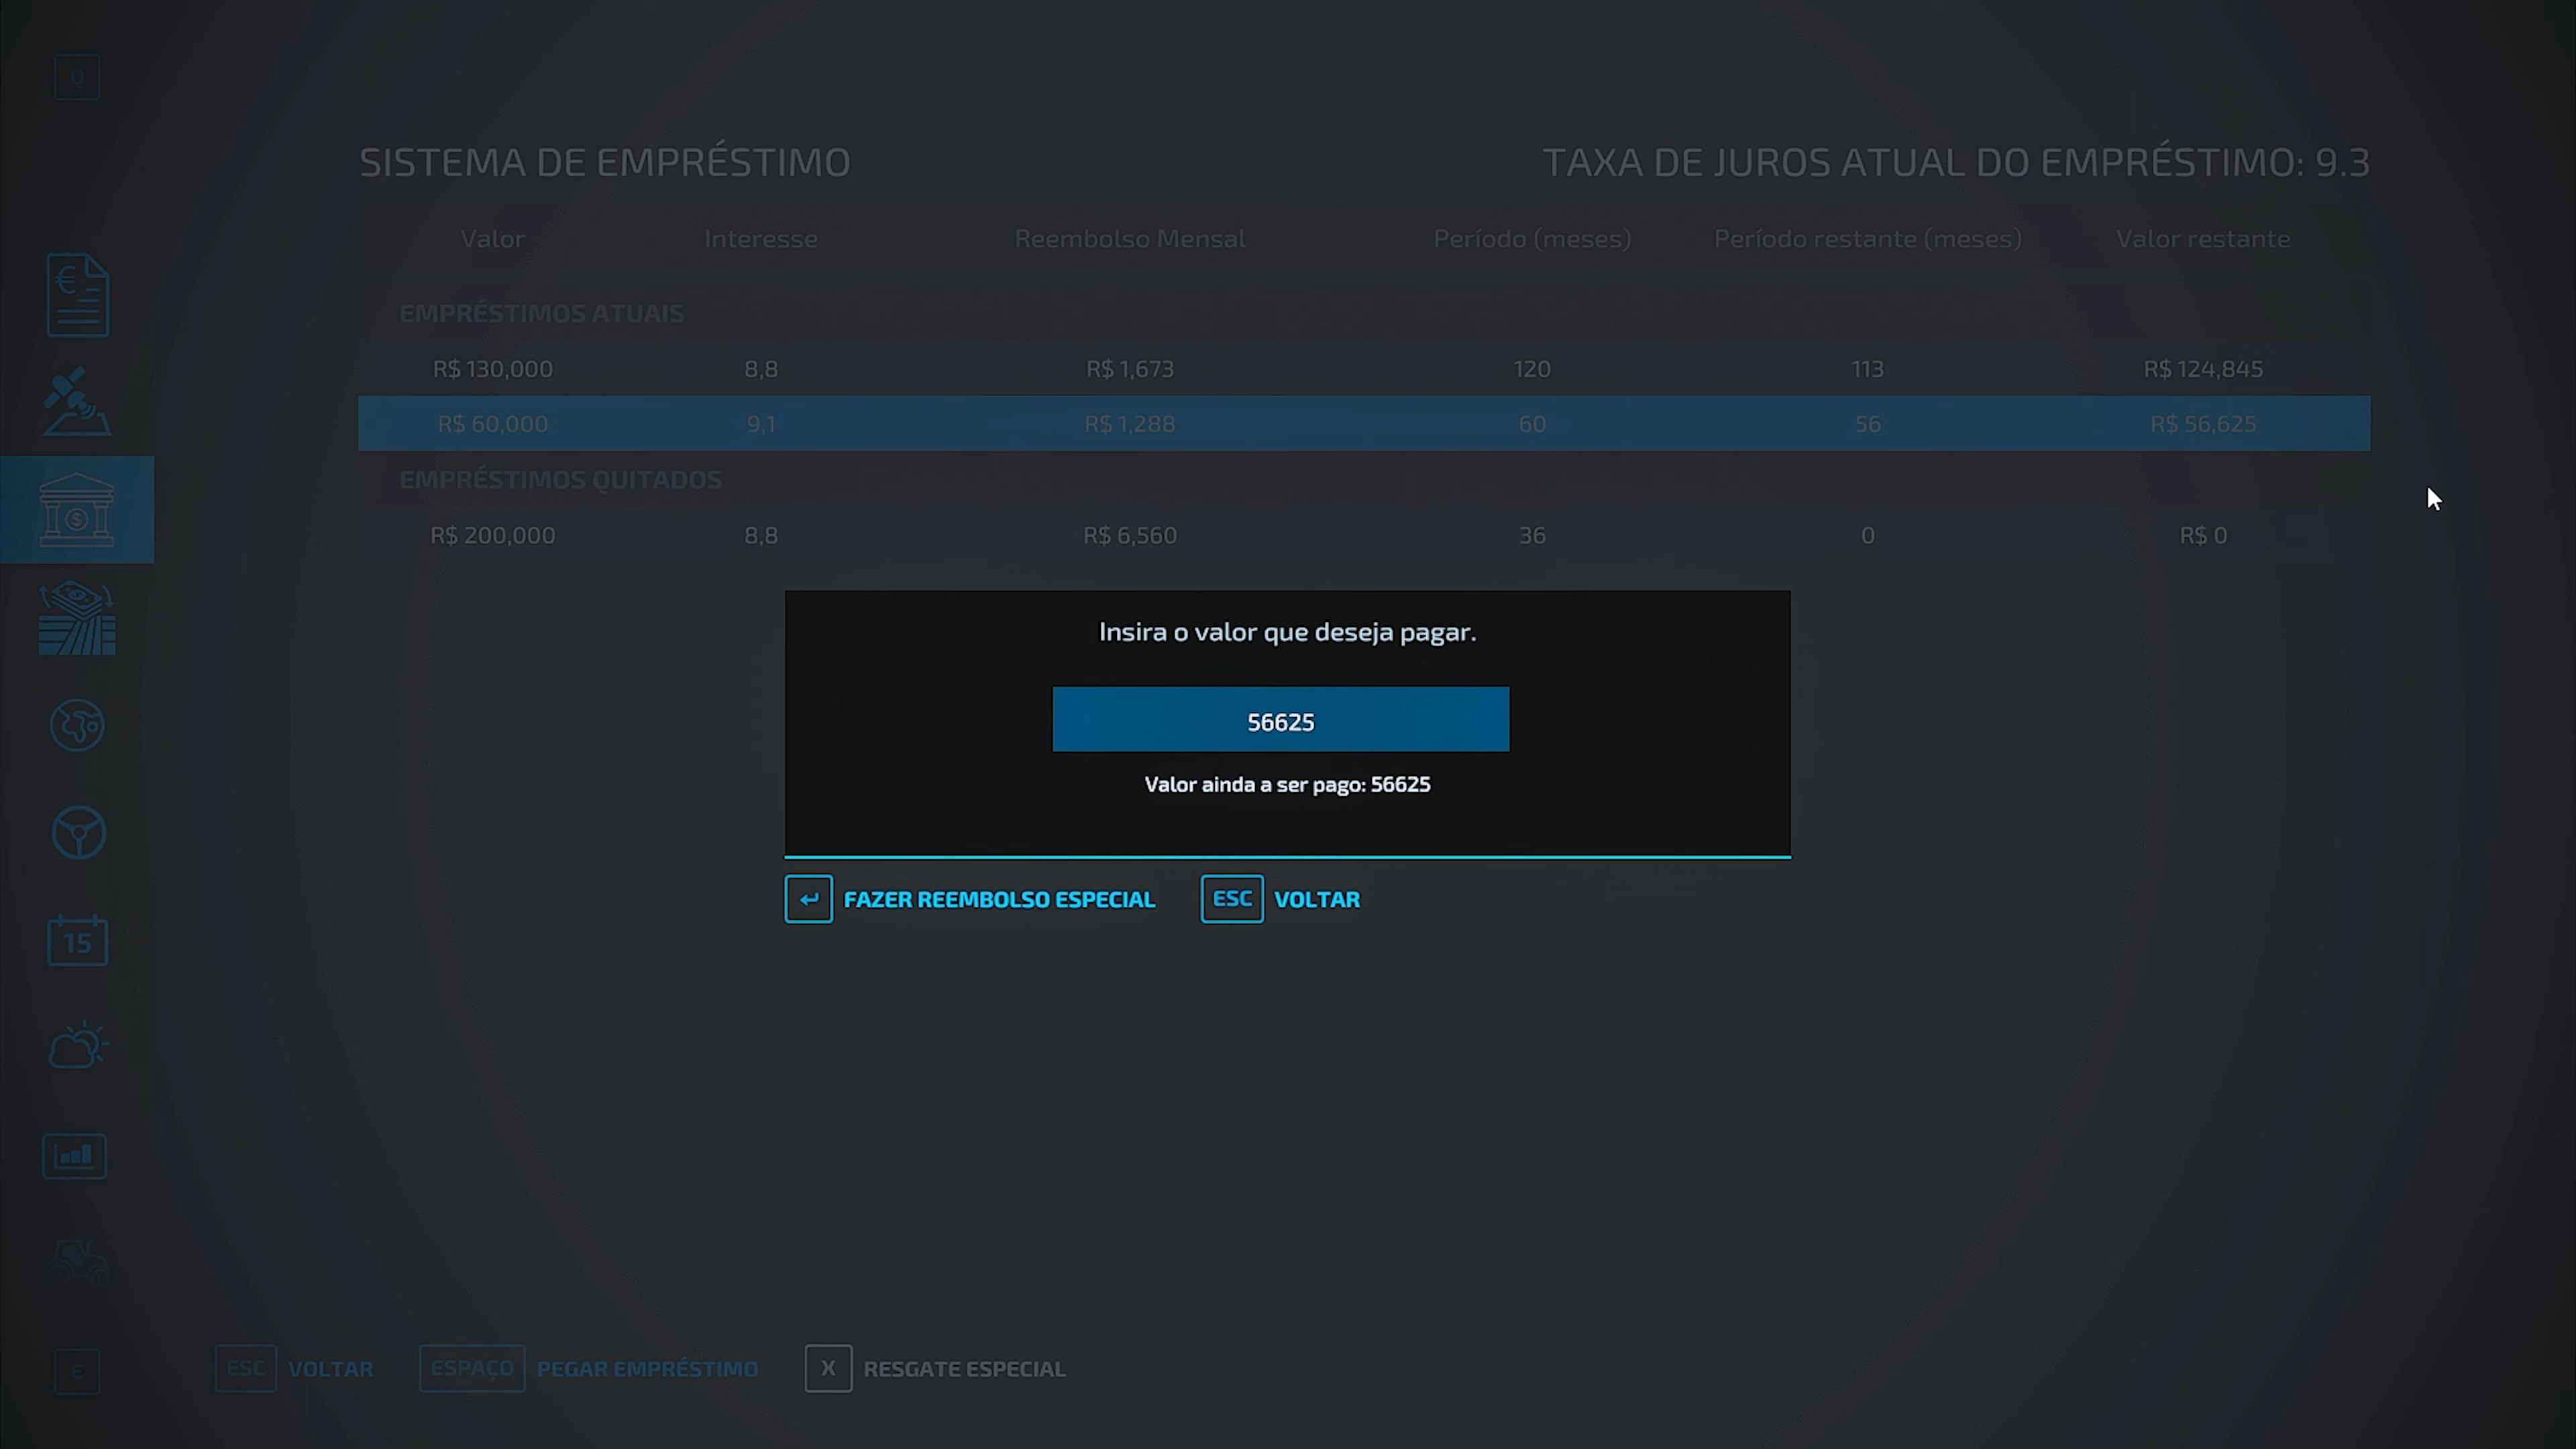 Q
SISTEMA DE EMPRÉSTIMO TAXA DE JUROS ATUAL DO EMPRÉSTIMO: 9.3
Valor Interesse Reembolso Mensal Período (meses) Período restante (meses) Valor restante
EMPRÉSTIMOS ATUAIS
R$ 130,000 8,8 R$ 1,673 120 113 R$ 124,845
R$ 60,000 9,1 R$ 1,288 60 56 R$ 56,625
EMPRÉSTIMOS QUITADOS
R$ 200,000 8,8 R$ 6,560 36 0 R$ 0
Insira o valor que deseja pagar.
56625
Valor ainda a ser pago: 56625
FAZER REEMBOLSO ESPECIAL ESC VOLTAR
15
E ESC VOLTAR ESPAÇO PEGAR EMPRÉSTIMO X RESGATE ESPECIAL